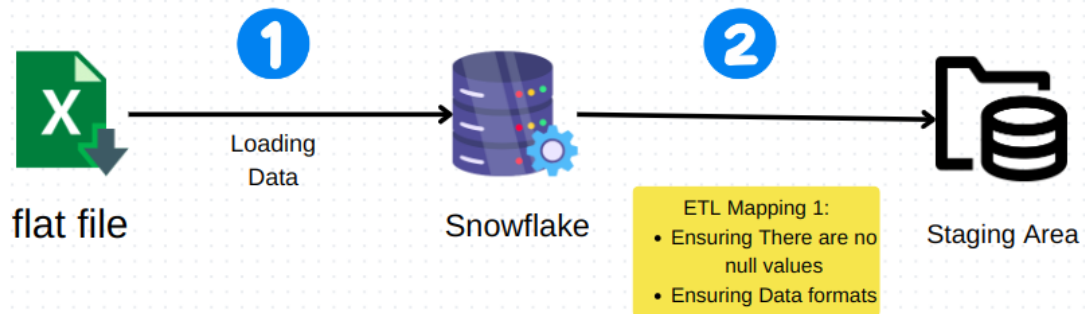 1
2
X
Loading
Data
flat file
Snowflake
ETL Mapping 1:
• Ensuring There are no
null values
• Ensuring Data formats
Staging Area